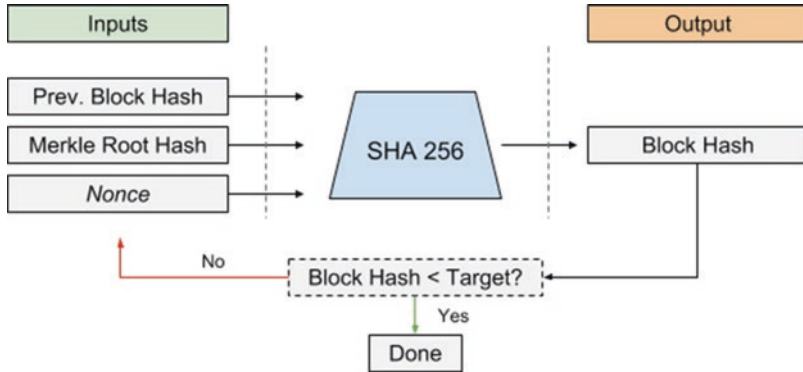 Inputs
Output
Prev. Block Hash
Merkle Root Hash
SHA 256
Block Hash
Nonce
No
Block Hash < Target?
Yes
Done